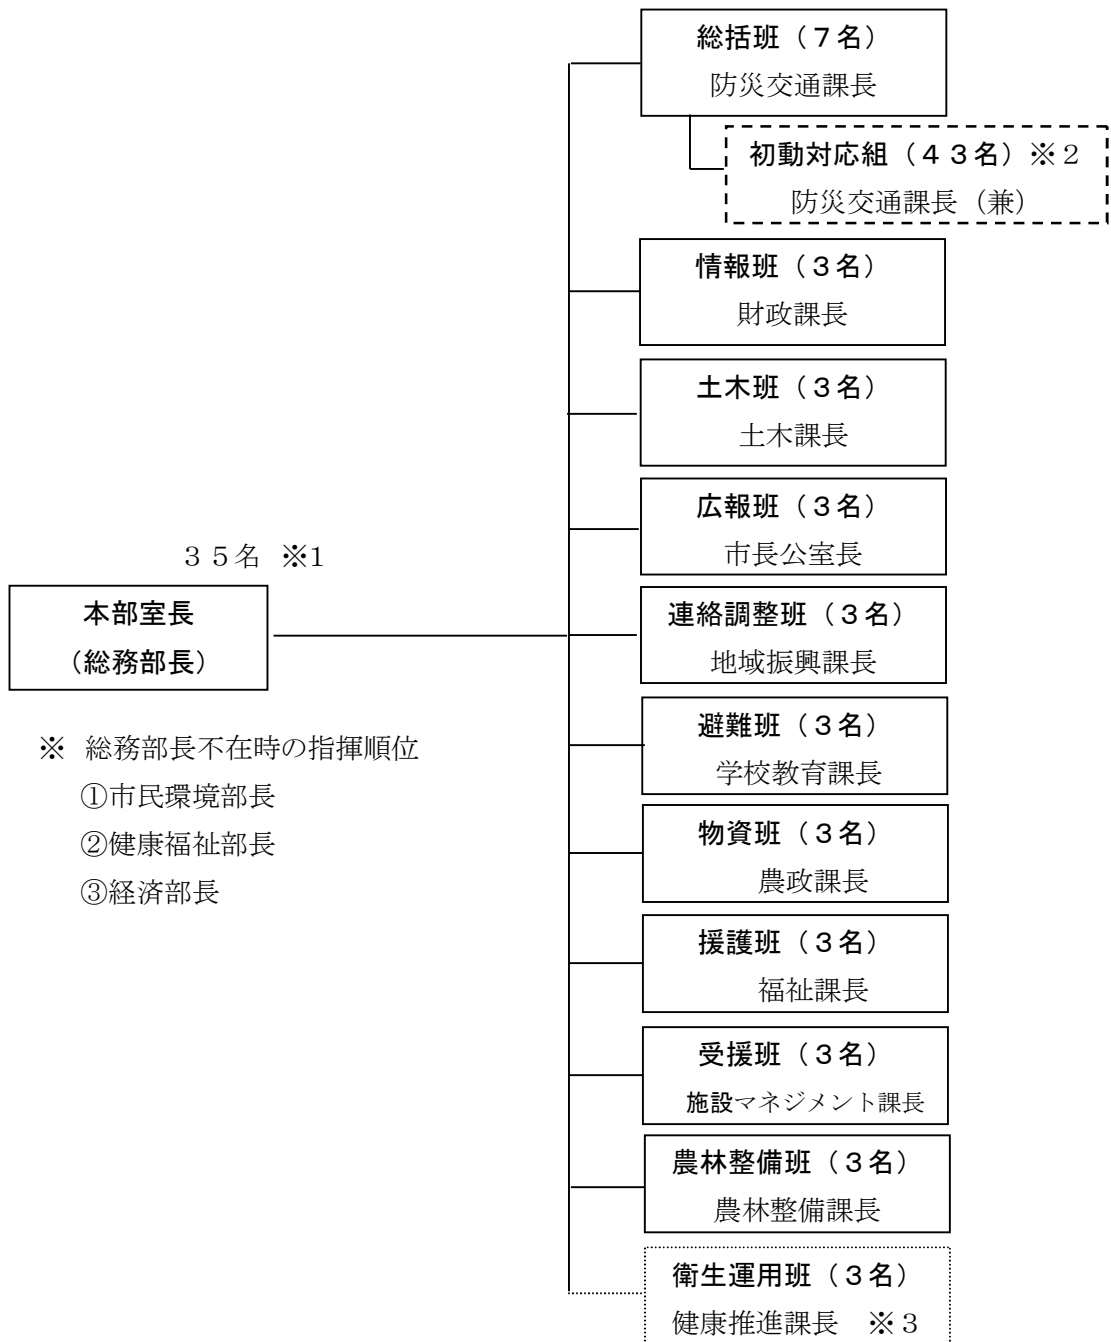 総括班（７名）
防災交通課長
初動対応組（４３名）※２
防災交通課長（兼）
情報班（３名）
財政課長
土木班（３名）
土木課長
広報班（３名）
市長公室長
３５名 ※1
本部室長
（総務部長）
連絡調整班（３名）
地域振興課長
※ 総務部長不在時の指揮順位
①市民環境部長
②健康福祉部長
③経済部長
避難班（３名）
学校教育課長
物資班（３名）
農政課長
援護班（３名）
福祉課長
受援班（３名）
施設マネジメント課長
農林整備班（３名）
農林整備課長
衛生運用班（３名）
健康推進課長 ※３